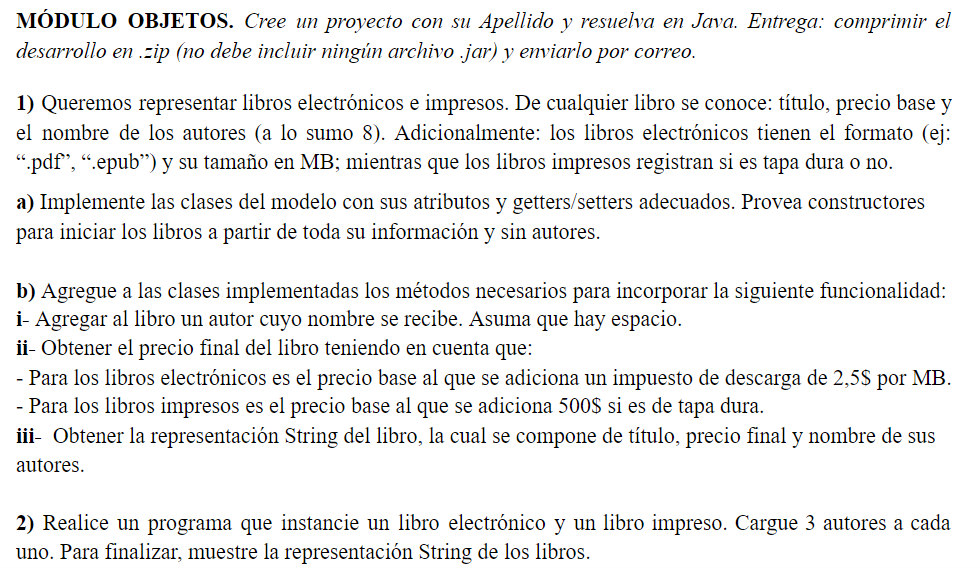 MÓDULO OBJETOS. Cree un proyecto con su Apellido y resuelva en Java. Entrega: comprimir el
desarrollo en .zip (no debe incluir ningún archivo .jar) y enviarlo por correo.
1) Queremos representar libros electrónicos e impresos. De cualquier libro se conoce: título, precio base y
el nombre de los autores (a lo sumo 8). Adicionalmente: los libros electrónicos tienen el formato (ej:
“.pdf”, “.epub”) y su tamaño en MB; mientras que los libros impresos registran si es tapa dura o no.
a) Implemente las clases del modelo con sus atributos y getters/setters adecuados. Provea constructores
para iniciar los libros a partir de toda su información y sin autores.
b) Agregue a las clases implementadas los métodos necesarios para incorporar la siguiente funcionalidad:
i- Agregar al libro un autor cuyo nombre se recibe. Asuma que hay espacio.
ii- Obtener el precio final del libro teniendo en cuenta que:
- Para los libros electrónicos es el precio base al que se adiciona un impuesto de descarga de 2,5$ por MB.
- Para los libros impresos es el precio base al que se adiciona 500$ si es de tapa dura.
iii- Obtener la representación String del libro, la cual se compone de título, precio final y nombre de sus
autores.
2) Realice un programa que instancie un libro electrónico y un libro impreso. Cargue 3 autores a cada
uno. Para finalizar, muestre la representación String de los libros.